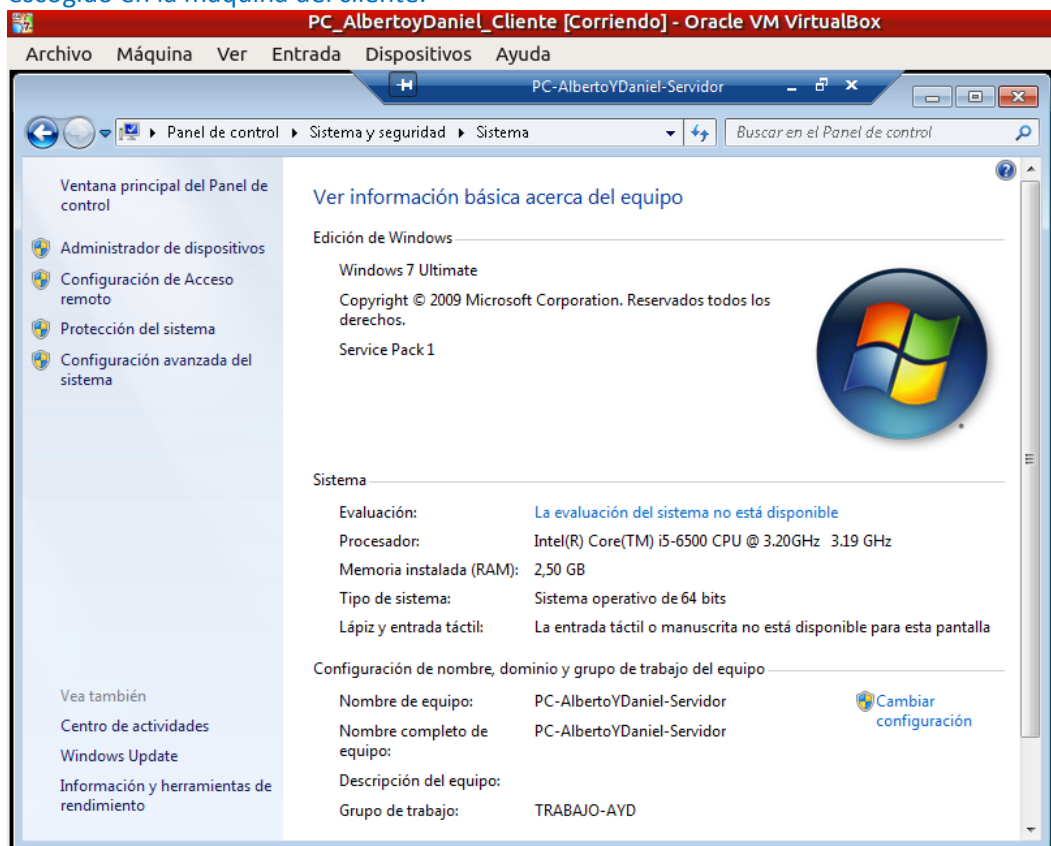 escogido en la máquina del cliente.
PC_AlbertoyDaniel_Cliente [Corriendo] - Oracle VM VirtualBox
Archivo Máquina Ver Entrada Dispositivos Ayuda
PC-AlbertoYDaniel-Servidor
Panel de control Sistema y seguridad Sistema
Buscar en el Panel de control
Ventana principal del Panel de
control
Administrador de dispositivos
Configuración de Acceso
remoto
Protección del sistema
Configuración avanzada del
sistema
Vea también
Centro de actividades
Windows Update
Información y herramientas de
rendimiento
Ver información básica acerca del equipo
Edición de Windows
Windows 7 Ultimate
Copyright © 2009 Microsoft Corporation. Reservados todos los
derechos.
Service Pack 1
Sistema
Evaluación: La evaluación del sistema no está disponible
Procesador: Intel(R) Core(TM) i5-6500 CPU @ 3.20GHz 3.19 GHz
Memoria instalada (RAM): 2,50 GB
Tipo de sistema: Sistema operativo de 64 bits
Lápiz y entrada táctil: La entrada táctil o manuscrita no está disponible para esta pantalla
Configuración de nombre, dominio y grupo de trabajo del equipo
Nombre de equipo: PC-AlbertoYDaniel-Servidor
Cambiar
configuración
Nombre completo de
equipo:
PC-AlbertoYDaniel-Servidor
Descripción del equipo:
Grupo de trabajo: TRABAJO-AYD